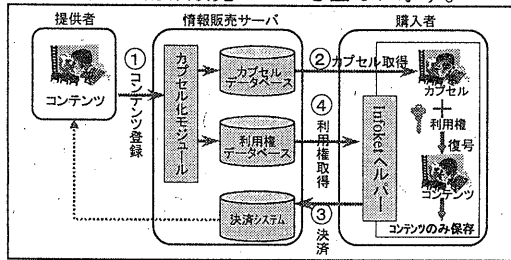 提供者
情報販売サーバ
購入者
コンテンツ
①コンテンツ登録
カプセル化モジュール
カプセル
データベース
利用権
データベース
決済システム
②カプセル取得
④利用権取得
③決済
Infoketヘルパー
カプセル
利用権
復号
コンテンツ
コンテンツのみ保存